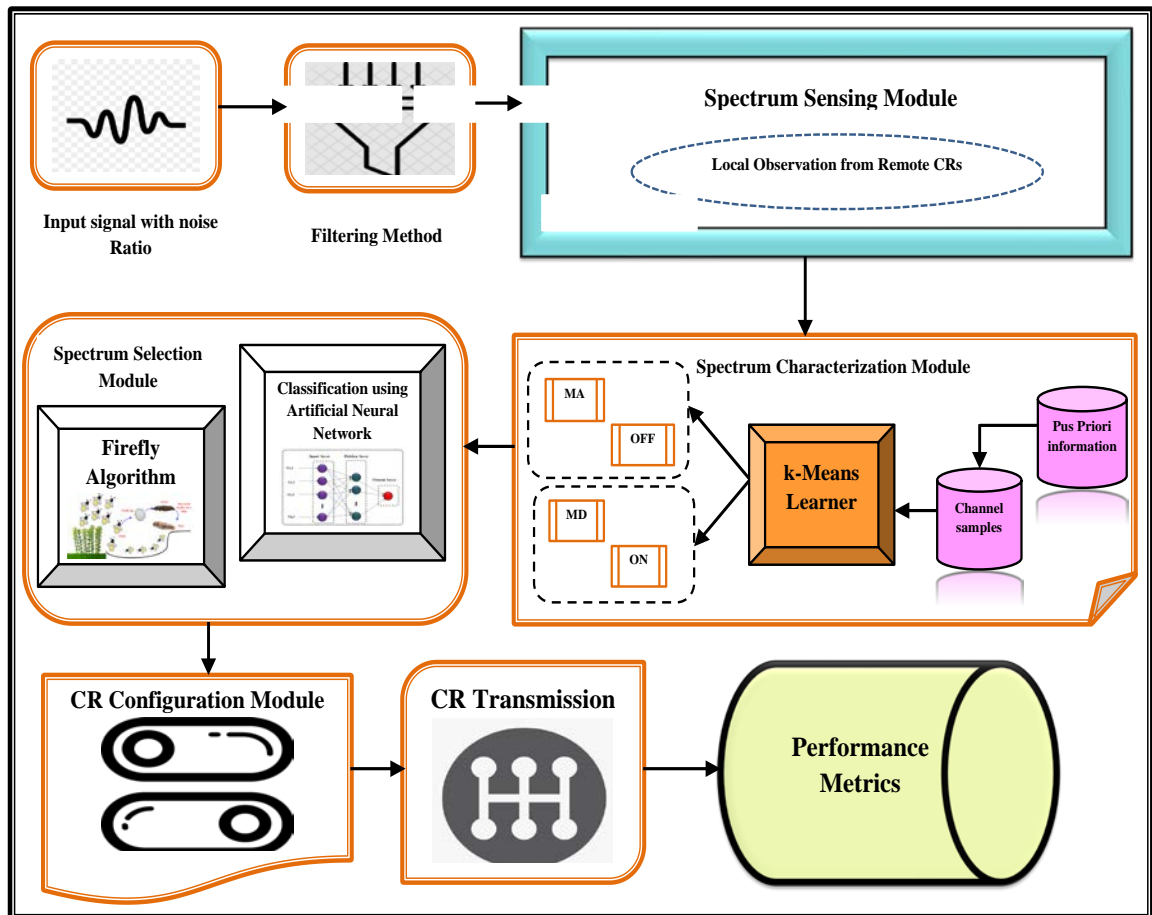 Spectrum Sensing Module
Local Observation from Remote CRs
Input signal with noise
Ratio
Filtering Method
Spectrum Selection
Module
Classification using
Artificial Neural
Network
Firefly
Algorithm
Spectrum Characterization Module
MA
OFF
MD
ON
k-Means
Learner
Pus Priori
information
Channel
samples
CR Configuration Module
CR Transmission
Performance
Metrics